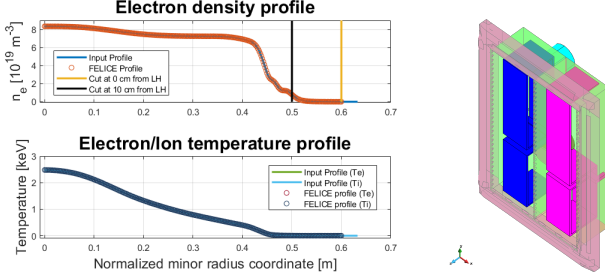 Electron density profile
n_e [10^19 m^-3]
8
6
4
2
0
Input Profile
FELICE Profile
Cut at 0 cm from LH
Cut at 10 cm from LH
0 0.1 0.2 0.3 0.4 0.5 0.6 0.7
Electron/Ion temperature profile
Temperature [keV]
3
2
1
0
Input Profile (Te)
Input Profile (Ti)
FELICE profile (Te)
FELICE profile (Ti)
0 0.1 0.2 0.3 0.4 0.5 0.6 0.7
Normalized minor radius coordinate [m]